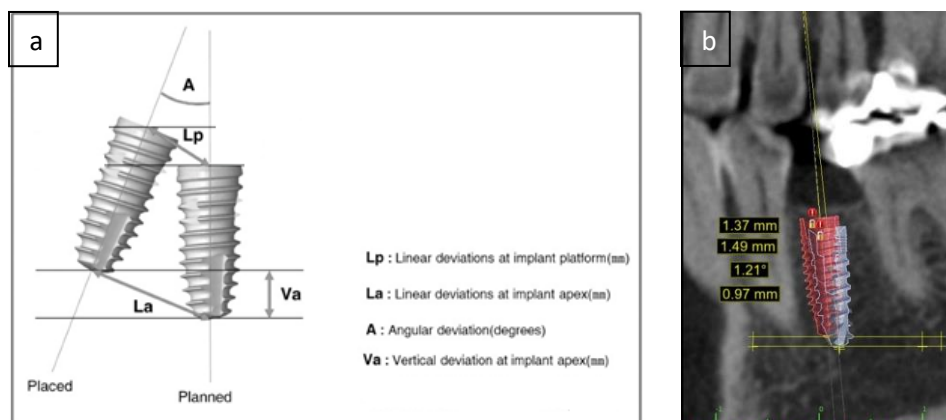 a
A
Lp
La
Va
Placed
Planned
Lp : Linear deviations at implant platform(㎜)
La : Linear deviations at implant apex(㎜)
A : Angular deviation(degrees)
Va : Vertical deviation at implant apex(㎜)
b
1.37 mm
1.49 mm
1.21°
0.97 mm
0